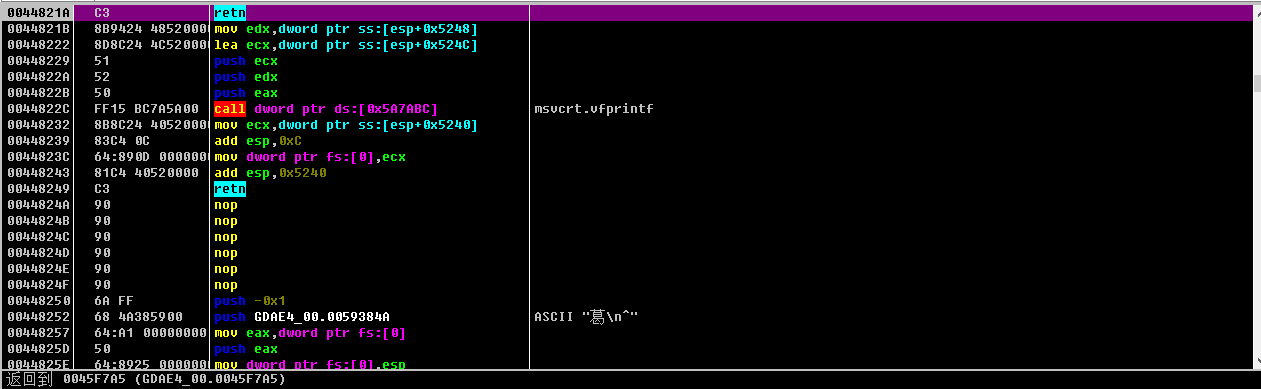 0044821A C3 retn
0044821B 8B9424 48520000 mov edx,dword ptr ss:[esp+0x5248]
00448222 8D8C24 4C520000 lea ecx,dword ptr ss:[esp+0x524C]
00448229 51 push ecx
0044822A 52 push edx
0044822B 50 push eax
0044822C FF15 BC7A5A00 call dword ptr ds:[0x5A7ABC] msvcrt.vfprintf
00448232 8B8C24 40520000 mov ecx,dword ptr ss:[esp+0x5240]
00448239 83C4 0C add esp,0xC
0044823C 64:890D 0000000 mov dword ptr fs:[0],ecx
00448243 81C4 40520000 add esp,0x5240
00448249 C3 retn
0044824A 90 nop
0044824B 90 nop
0044824C 90 nop
0044824D 90 nop
0044824E 90 nop
0044824F 90 nop
00448250 6A FF push -0x1
00448252 68 4A385900 push GDAE4_00.0059384A ASCII "葛\n^"
00448257 64:A1 00000000 mov eax,dword ptr fs:[0]
0044825D 50 push eax
0044825E 64:8925 0000000 mov dword ptr fs:[0],esp
返回到 0045F7A5 (GDAE4_00.0045F7A5)